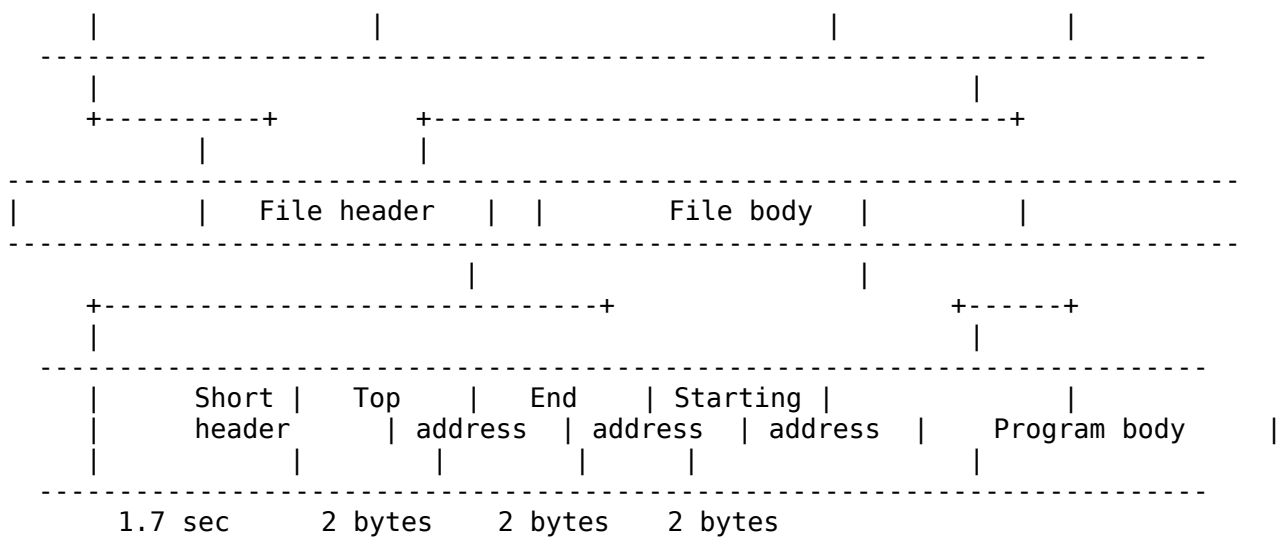 File header | | File body
Short | Top | End | Starting |
header | address | address | address | Program body
1.7 sec 2 bytes 2 bytes 2 bytes